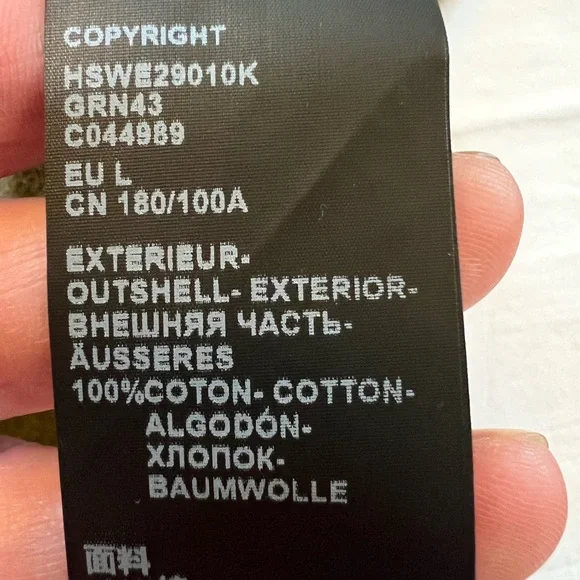 COPYRIGHT
HSWE29010K
GRN43
C044989
EU L
CN 180/100A
EXTERIEUR-
OUTSHELL- EXTERIOR-
ВНЕШНЯЯ ЧАСТЬ-
ÄUSSERES
100%COTON- COTTON-
ALGODÓN-
ХЛОПОК-
BAUMWOLLE
面料